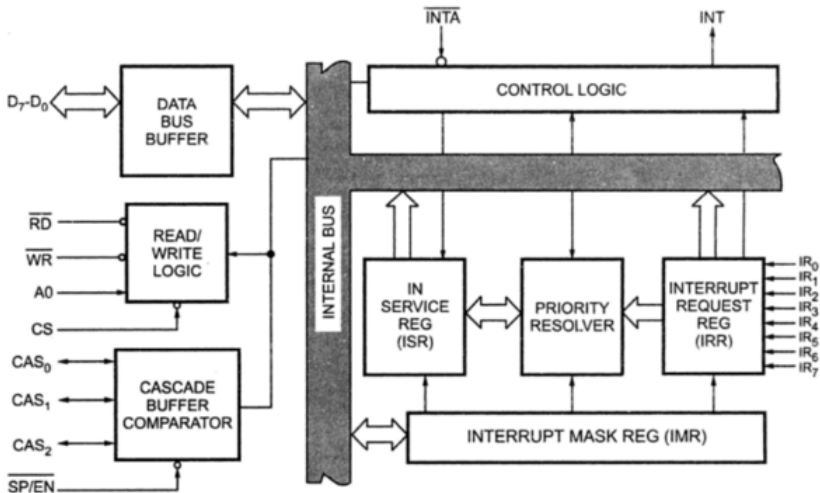 INTA
INT
D7-D0
DATA
BUS
BUFFER
CONTROL LOGIC
RD
WR
A0
CS
READ/
WRITE
LOGIC
INTERNAL BUS
IN
SERVICE
REG
(ISR)
PRIORITY
RESOLVER
INTERRUPT
REQUEST
REG
(IRR)
IR0
IR1
IR2
IR3
IR4
IR5
IR6
IR7
CAS0
CAS1
CAS2
CASCADE
BUFFER
COMPARATOR
SP/EN
INTERRUPT MASK REG (IMR)